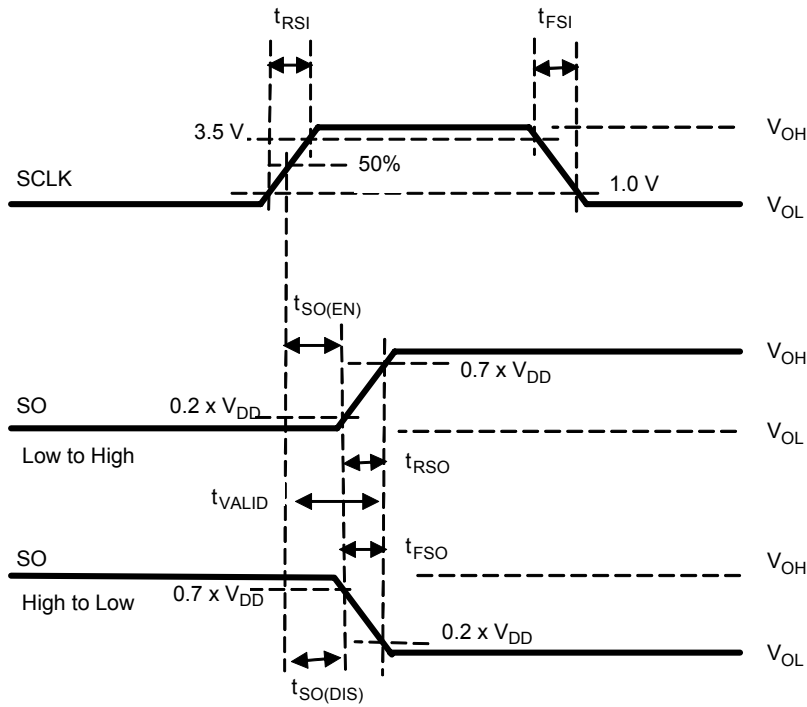 tRSI
tFSI
3.5 V
VOH
50%
SCLK
1.0 V
VOL
tSO(EN)
VOH
0.7 x VDD
0.2 x VDD
SO
VOL
Low to High
tRSO
tVALID
tFSO
SO
VOH
High to Low
0.7 x VDD
0.2 x VDD
VOL
tSO(DIS)